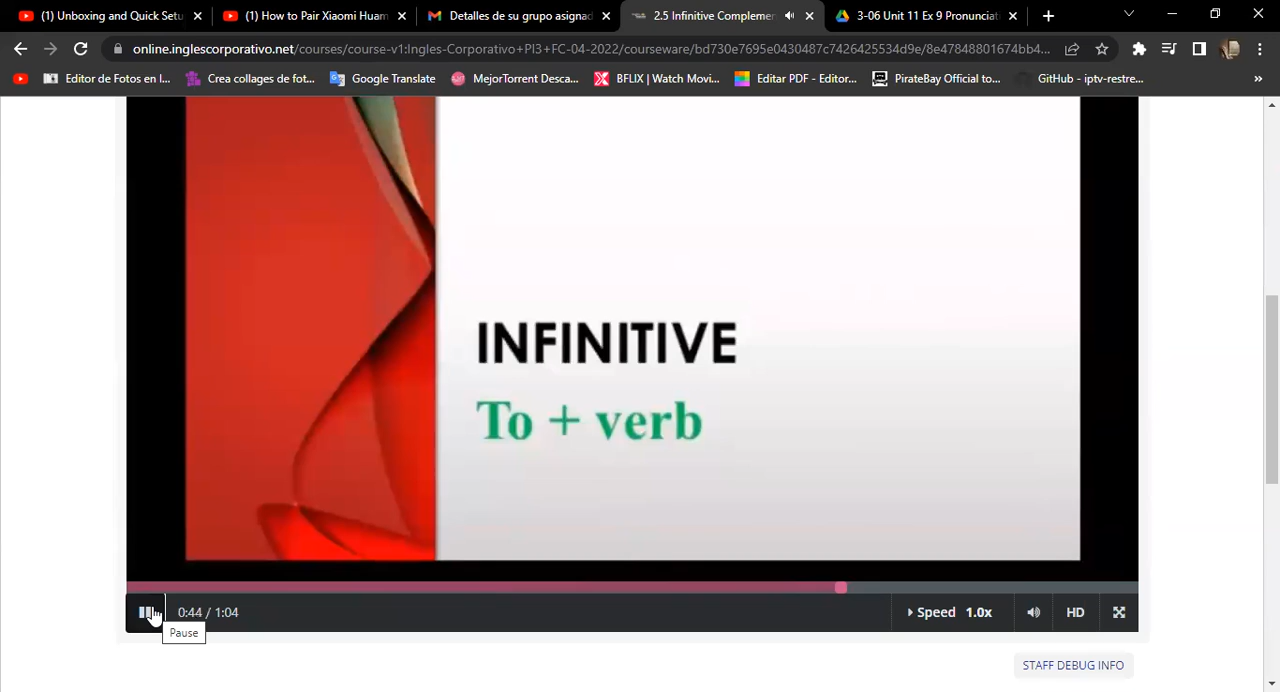 (1) Unboxing and Quick Setu
(1) How to Pair Xiaomi Huam
Detalles de su grupo asignad
2.5 Infinitive Complemen
3-06 Unit 11 Ex 9 Pronunciat
online.inglescorporativo.net/courses/course-v1:Ingles-Corporativo+PI3+FC-04-2022/courseware/bd730e7695e0430487c7426425534d9e/8e47848801674bb4...
Editor de Fotos en l...
Crea collages de fot...
Google Translate
MejorTorrent Desca...
BFLIX | Watch Movi...
Editar PDF - Editor...
PirateBay Official to...
GitHub - iptv-restre...
»
INFINITIVE
To + verb
0:44 / 1:04
Speed 1.0x
HD
Pause
STAFF DEBUG INFO